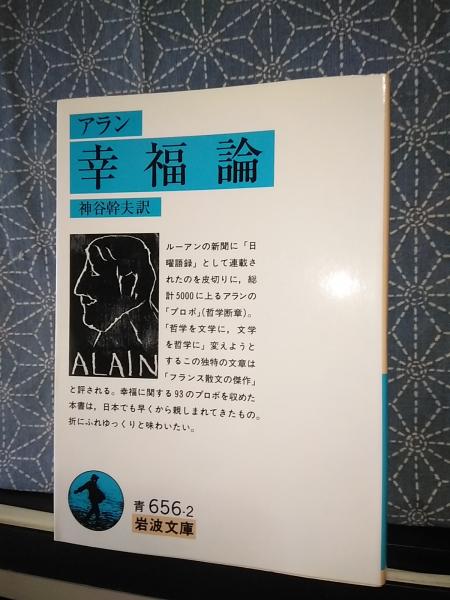 アラン
幸福論
神谷幹夫訳
ルーアンの新聞に「日
曜語録」として連載さ
れたのを皮切りに，総
計5000に上るアランの
「プロポ」(哲学断章)。
「哲学を文学に，文学
を哲学に」変えようと
するこの独特の文章は
「フランス散文の傑作」
と評される。幸福に関する93のプロポを収めた
本書は，日本でも早くから親しまれてきたもの。
折にふれゆっくりと味わいたい。
ALAIN
青656-2
岩波文庫